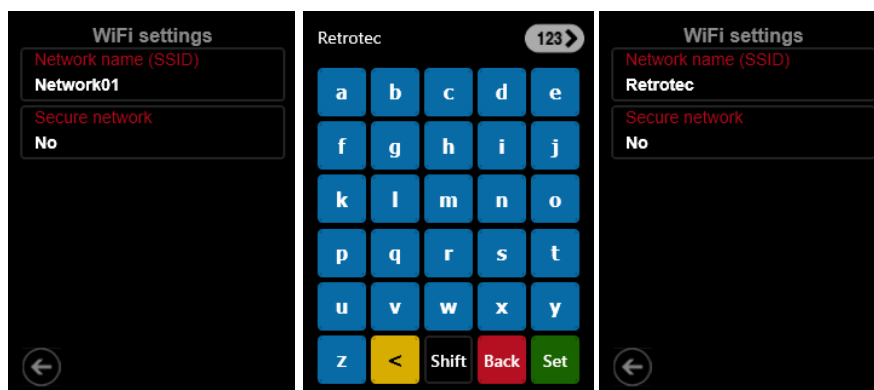 WiFi settings
Network name (SSID)
Network01
Secure network
No
Retrotec 123
a b c d e
f g h i j
k l m n o
p q r s t
u v w x y
z < Shift Back Set
WiFi settings
Network name (SSID)
Retrotec
Secure network
No